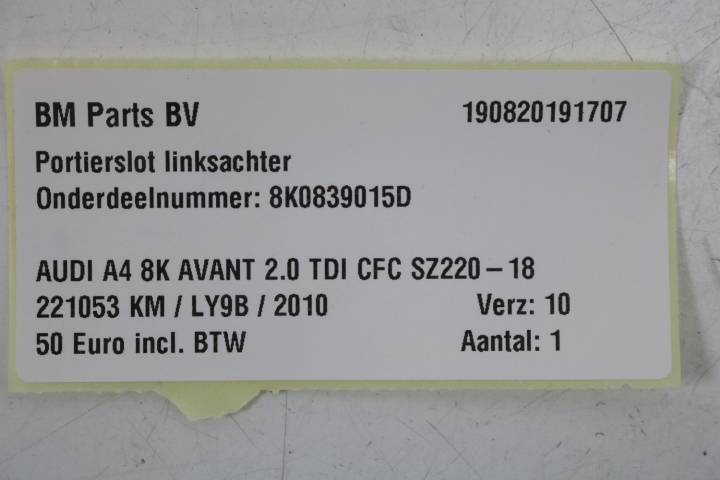 BM Parts BV 190820191707
Portierslot linksachter
Onderdeelnummer: 8K0839015D
AUDI A4 8K AVANT 2.0 TDI CFC SZ220-18
221053 KM / LY9B / 2010 Verz: 10
50 Euro incl. BTW Aantal: 1